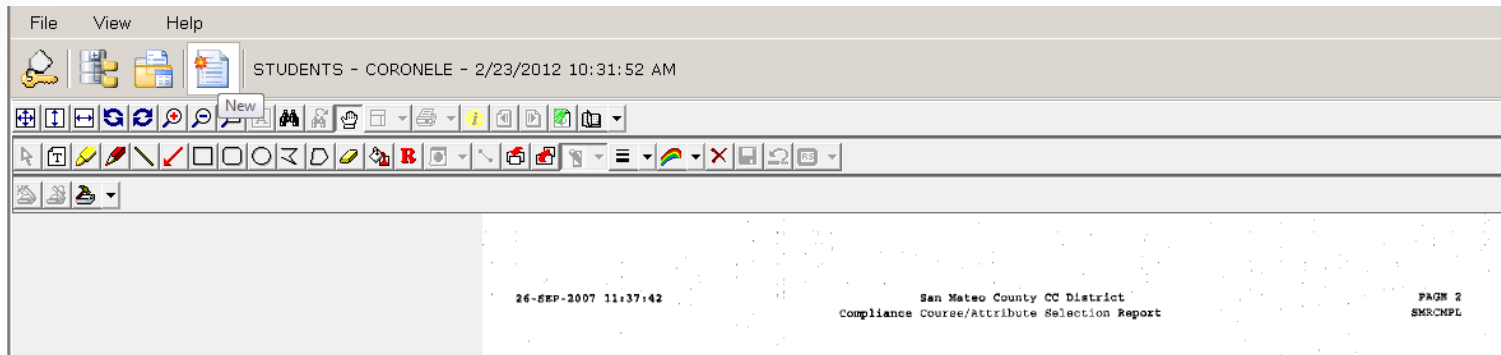 File View Help
STUDENTS - CORONELE - 2/23/2012 10:31:52 AM
New
T
R
RS
26-SEP-2007 11:37:42 San Mateo County CC District PAGE 2
Compliance Course/Attribute Selection Report SMRCMPL